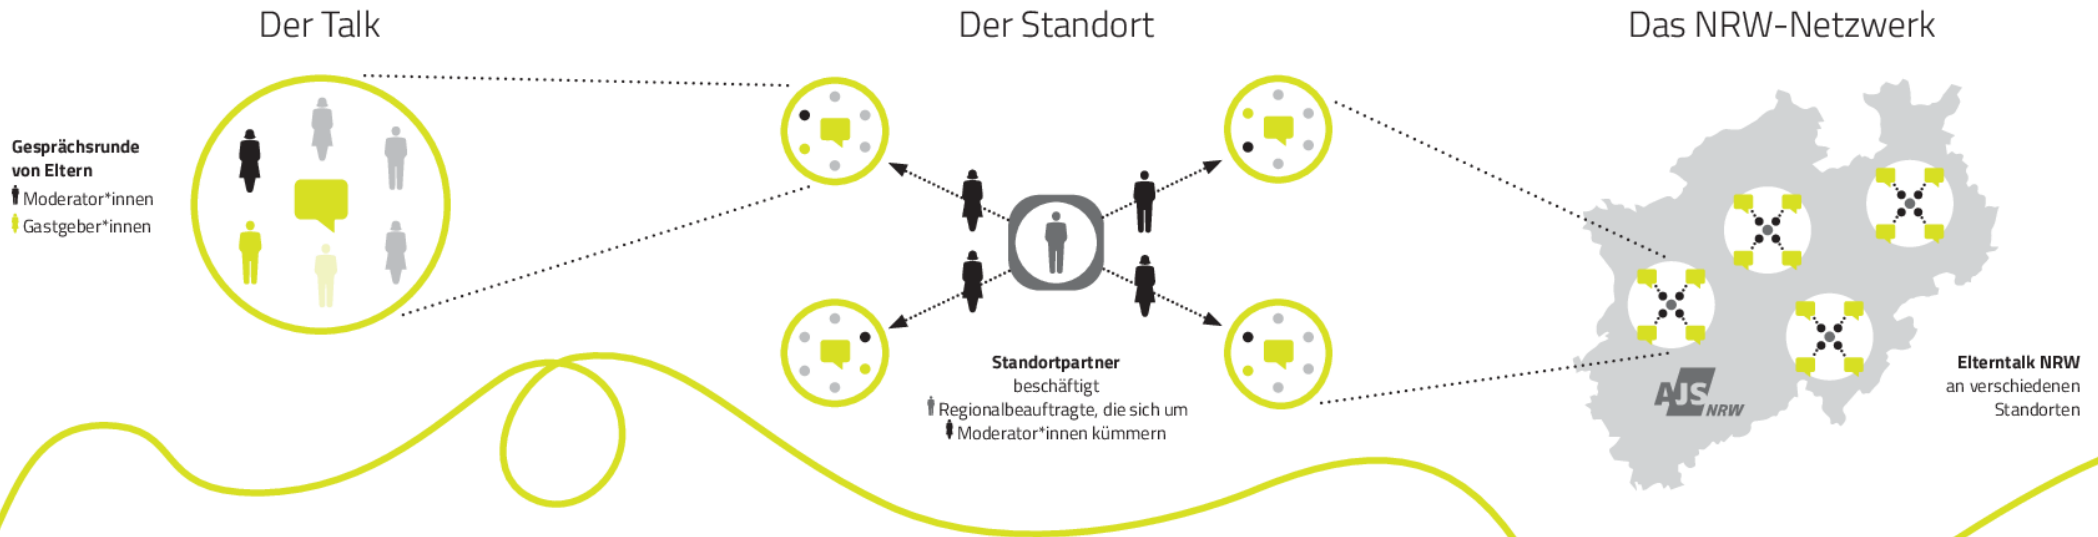 Der Talk
Der Standort
Das NRW-Netzwerk
Gesprächsrunde
von Eltern
Moderator*innen
Gastgeber*innen
Standortpartner
beschäftigt
Regionalbeauftragte, die sich um
Moderator*innen kümmern
AJS
NRW
Elterntalk NRW
an verschiedenen
Standorten